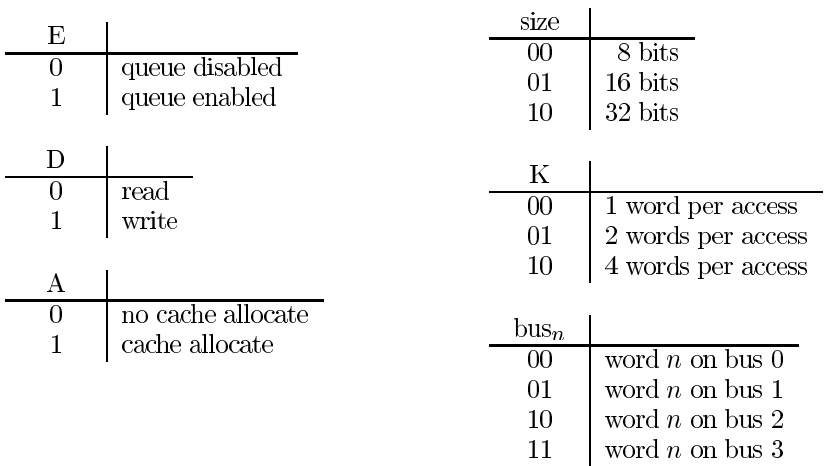 E
0 queue disabled
1 queue enabled
D
0 read
1 write
A
0 no cache allocate
1 cache allocate
size
00 8 bits
01 16 bits
10 32 bits
K
00 1 word per access
01 2 words per access
10 4 words per access
busₙ
00 word n on bus 0
01 word n on bus 1
10 word n on bus 2
11 word n on bus 3